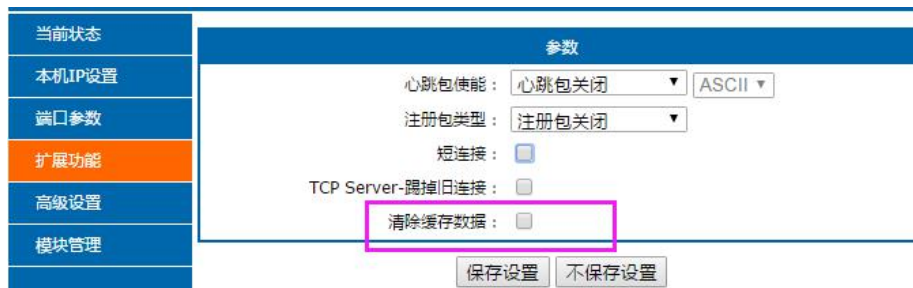 当前状态
本机IP设置
端口参数
扩展功能
高级设置
模块管理
参数
心跳包使能： 心跳包关闭 ASCII
注册包类型： 注册包关闭
短连接：
TCP Server-踢掉旧连接：
清除缓存数据：
保存设置 不保存设置